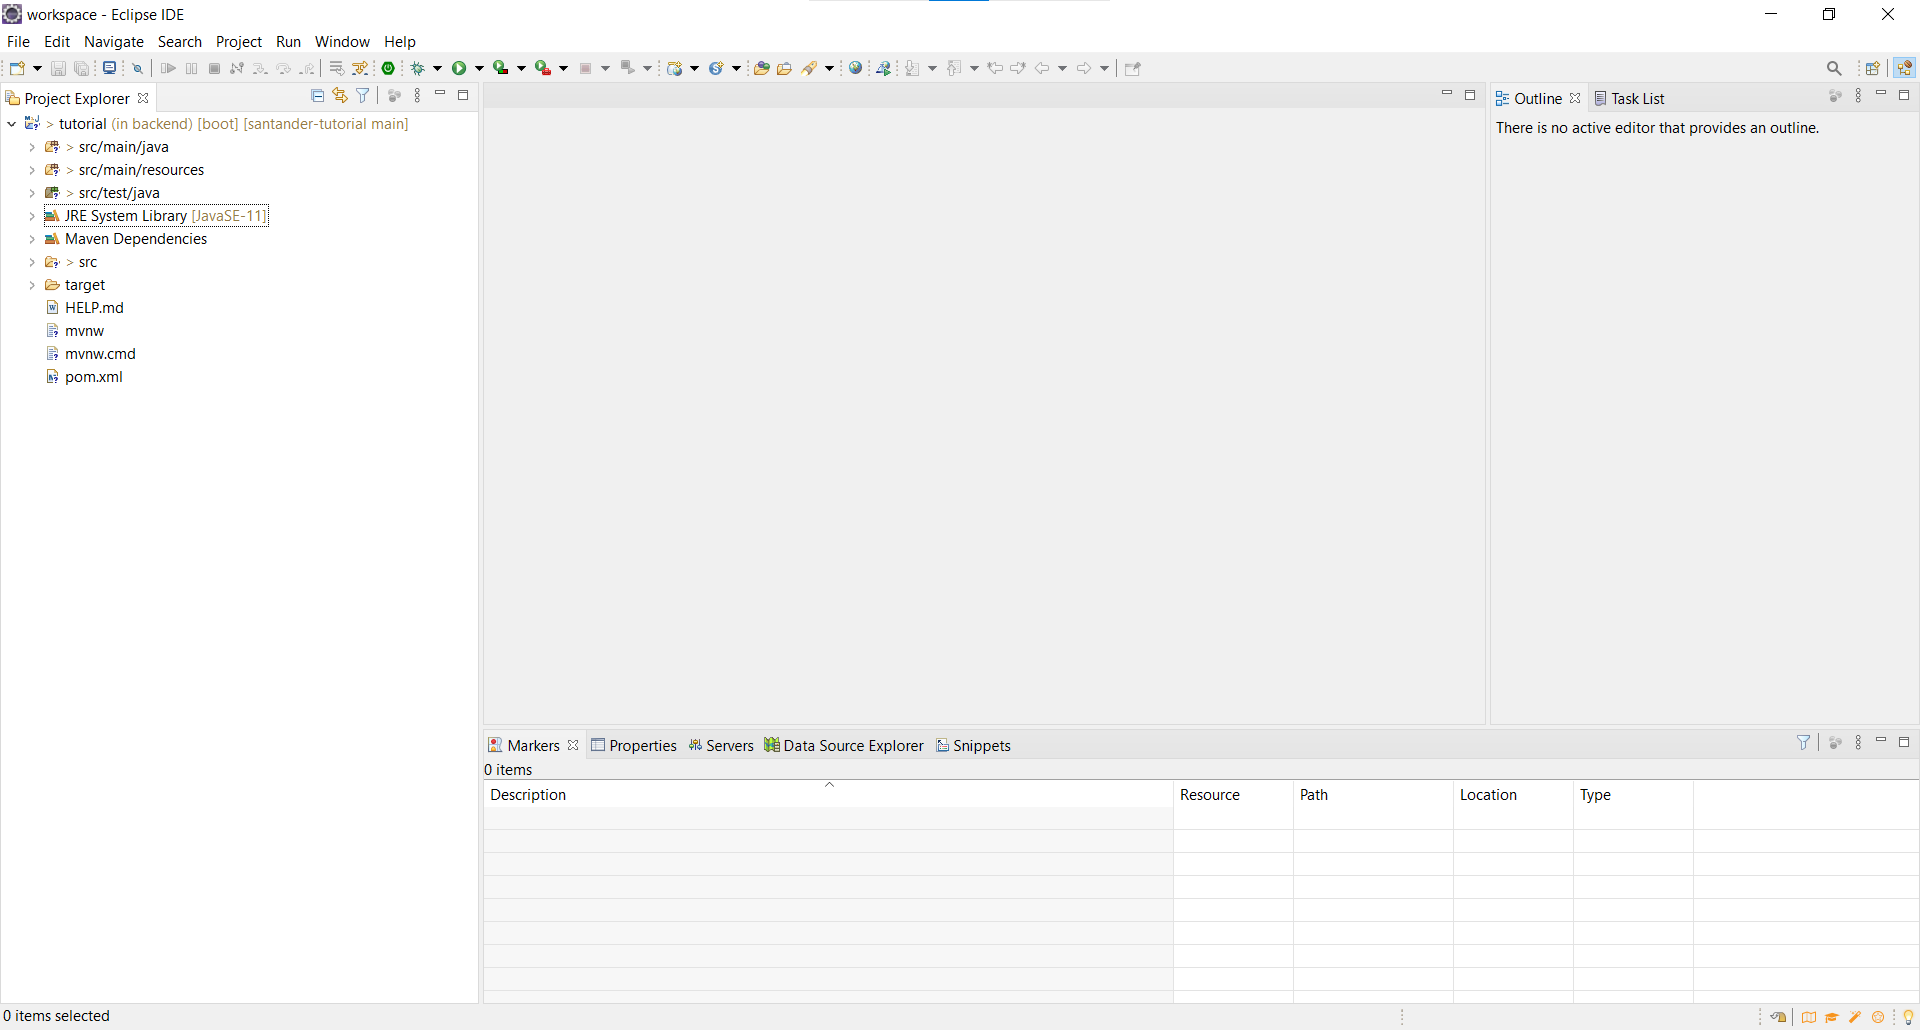 workspace - Eclipse IDE
File Edit Navigate Search Project Run Window Help
Project Explorer
> tutorial (in backend) [boot] [santander-tutorial main]
> src/main/java
> src/main/resources
> src/test/java
JRE System Library [JavaSE-11]
Maven Dependencies
> src
target
HELP.md
mvnw
mvnw.cmd
pom.xml
Outline Task List
There is no active editor that provides an outline.
Markers Properties Servers Data Source Explorer Snippets
0 items
Description Resource Path Location Type
0 items selected